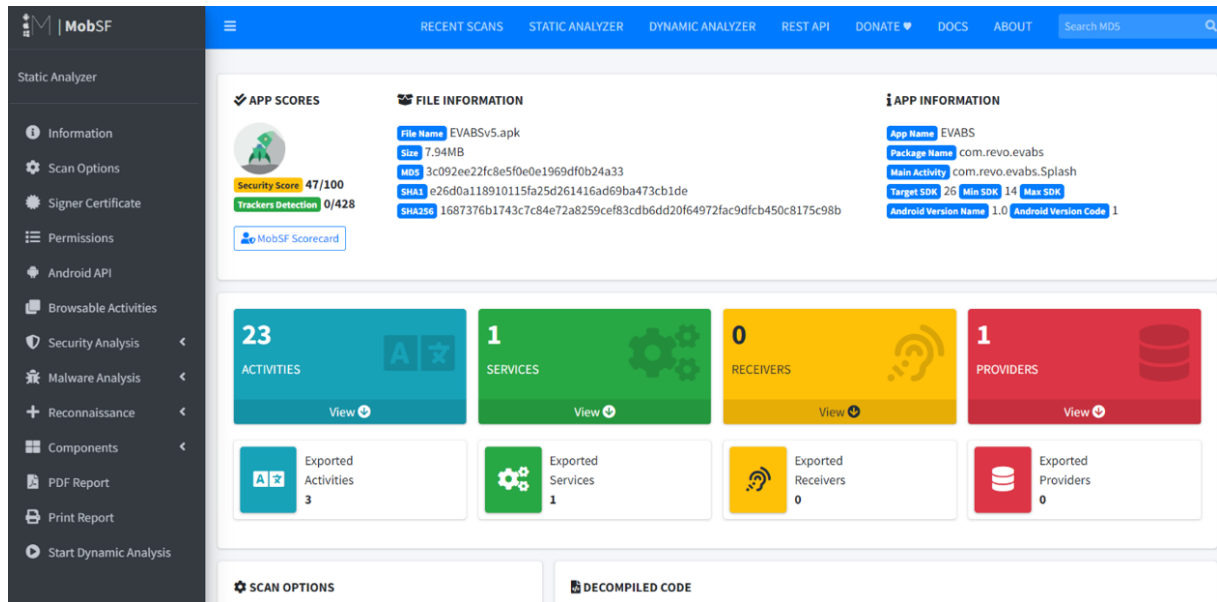 MobSF
RECENT SCANS STATIC ANALYZER DYNAMIC ANALYZER REST API DONATE ♥ DOCS ABOUT Search MD5
Static Analyzer
Information
Scan Options
Signer Certificate
Permissions
Android API
Browsable Activities
Security Analysis
Malware Analysis
Reconnaissance
Components
PDF Report
Print Report
Start Dynamic Analysis
APP SCORES
Security Score 47/100
Trackers Detection 0/428
MobSF Scorecard
FILE INFORMATION
File Name EVABSv5.apk
Size 7.94MB
MD5 3c092ee22fc8e5f0e0e1969df0b24a33
SHA1 e26d0a118910115fa25d261416ad69ba473cb1de
SHA256 1687376b1743c7c84e72a8259cef83cdb6dd20f64972fac9dfcb450c8175c98b
APP INFORMATION
App Name EVABS
Package Name com.revo.evabs
Main Activity com.revo.evabs.Splash
Target SDK 26 Min SDK 14 Max SDK
Android Version Name 1.0 Android Version Code 1
23
ACTIVITIES
View
1
SERVICES
View
0
RECEIVERS
View
1
PROVIDERS
View
Exported
Activities
3
Exported
Services
1
Exported
Receivers
0
Exported
Providers
0
SCAN OPTIONS
DECOMPILED CODE